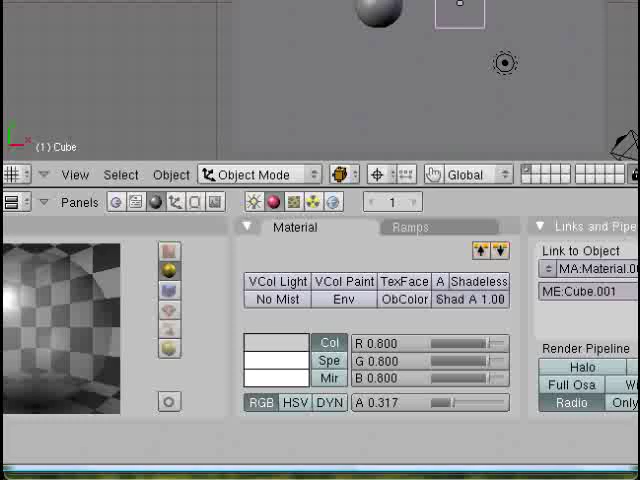 (1) Cube
View Select Object Object Mode Global
Panels 1
Material Ramps Links and Pipe
Link to Object
VCol Light VCol Paint TexFace A Shadeless
MA:Material.0
No Mist Env ObColor Shad A 1.00
ME:Cube.001
Col R 0.800
Render Pipeline
Spe G 0.800
Halo
Mir B 0.800
Full Osa
RGB HSV DYN A 0.317
Radio Only